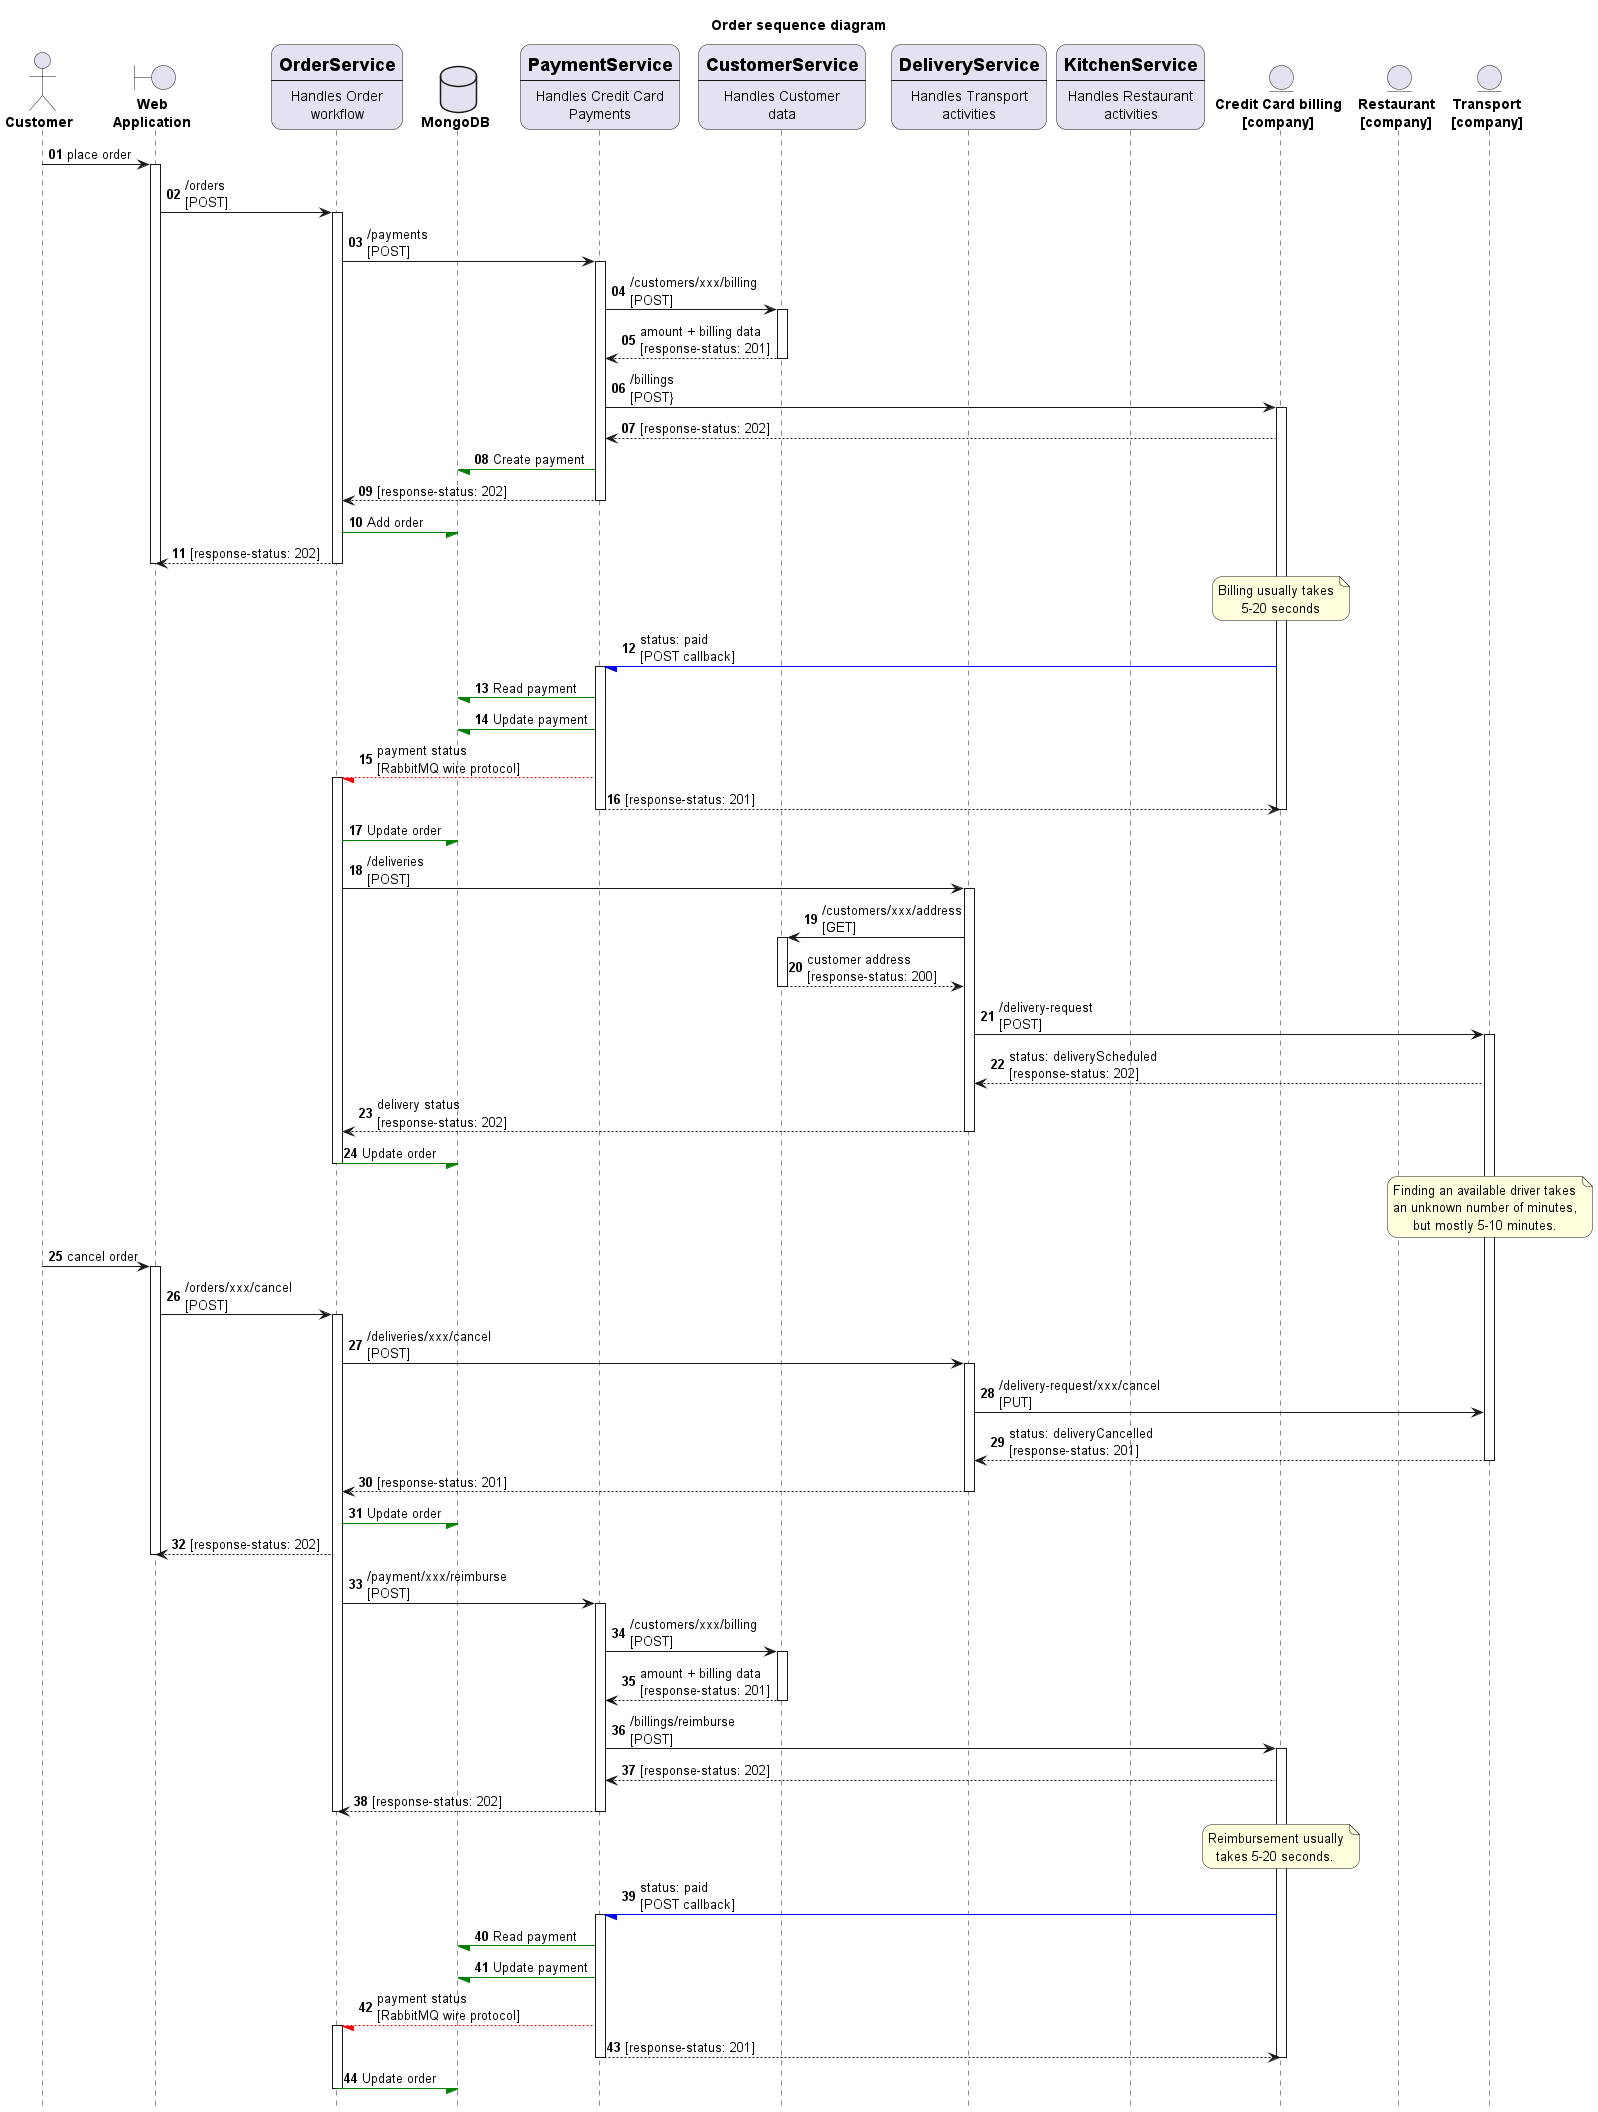 Order sequence diagram
Customer
Web
Application
OrderService
Handles Order
workflow
MongoDB
PaymentService
Handles Credit Card
Payments
CustomerService
Handles Customer
data
DeliveryService
Handles Transport
activities
KitchenService
Handles Restaurant
activities
Credit Card billing
[company]
Restaurant
[company]
Transport
[company]
01 place order
02 /orders
[POST]
03 /payments
[POST]
04 /customers/xxx/billing
[POST]
05 amount + billing data
[response-status: 201]
06 /billings
[POST}
07 [response-status: 202]
08 Create payment
09 [response-status: 202]
10 Add order
11 [response-status: 202]
Billing usually takes
5-20 seconds
12 status: paid
[POST callback]
13 Read payment
14 Update payment
15 payment status
[RabbitMQ wire protocol]
16 [response-status: 201]
17 Update order
18 /deliveries
[POST]
19 /customers/xxx/address
[GET]
20 customer address
[response-status: 200]
21 /delivery-request
[POST]
22 status: deliveryScheduled
[response-status: 202]
23 delivery status
[response-status: 202]
24 Update order
Finding an available driver takes
an unknown number of minutes,
but mostly 5-10 minutes.
25 cancel order
26 /orders/xxx/cancel
[POST]
27 /deliveries/xxx/cancel
[POST]
28 /delivery-request/xxx/cancel
[PUT]
29 status: deliveryCancelled
[response-status: 201]
30 [response-status: 201]
31 Update order
32 [response-status: 202]
33 /payment/xxx/reimburse
[POST]
34 /customers/xxx/billing
[POST]
35 amount + billing data
[response-status: 201]
36 /billings/reimburse
[POST]
37 [response-status: 202]
38 [response-status: 202]
Reimbursement usually
takes 5-20 seconds.
39 status: paid
[POST callback]
40 Read payment
41 Update payment
42 payment status
[RabbitMQ wire protocol]
43 [response-status: 201]
44 Update order